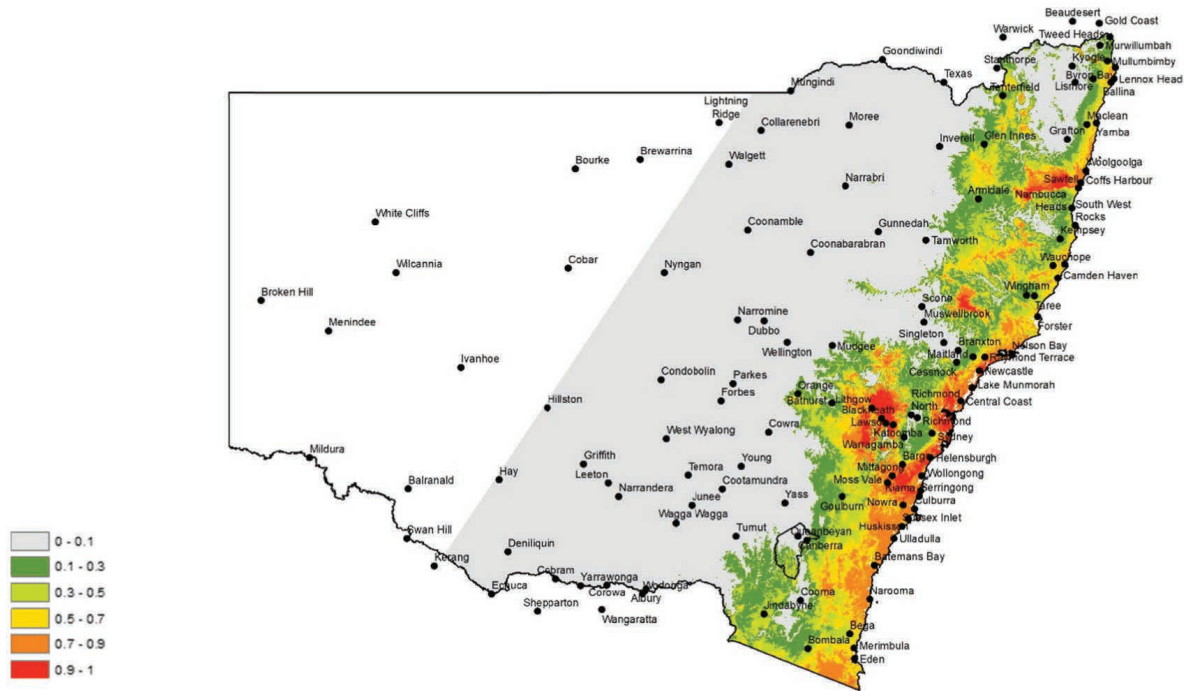 Beaudesert
Gold Coast
Warwick
Tweed Heads
Murwillumbah
Goondiwindi
Stanthorpe
Kyogle
Mullumbimby
Texas
Byron Bay
Lennox Head
Mungindi
Lismore
Tenterfield
Ballina
Lightning
Ridge
Collarenebri
Moree
Maclean
Grafton
Yamba
Inverell
Glen Innes
Brewarrina
Walgett
Bourke
Woolgoolga
Narrabri
Sawtell
Coffs Harbour
Armidale
Nambucca
Heads
South West
Rocks
White Cliffs
Coonamble
Gunnedah
Kempsey
Tamworth
Coonabarabran
Wilcannia
Cobar
Nyngan
Wauchope
Camden Haven
Broken Hill
Wingham
Scone
Taree
Menindee
Narromine
Muswellbrook
Forster
Dubbo
Singleton
Wellington
Mudgee
Branxton
Nelson Bay
Maitland
Raymond Terrace
Ivanhoe
Cessnock
Newcastle
Condobolin
Parkes
Lake Munmorah
Orange
Richmond
Forbes
Bathurst
Lithgow
Central Coast
Hillston
Blackheath
North
Richmond
Lawson
Cowra
Katoomba
Sydney
West Wyalong
Warragamba
Mildura
Helensburgh
Griffith
Young
Bargo
Temora
Mittagong
Hay
Leeton
Wollongong
Balranald
Cootamundra
Moss Vale
Kiama
Gerringong
Narrandera
Junee
Yass
Goulburn
Nowra
Culburra
Wagga Wagga
Sussex Inlet
Swan Hill
Tumut
Queanbeyan
Huskisson
Canberra
Ulladulla
Deniliquin
Kerang
Batemans Bay
Cobram
Yarrawonga
Wodonga
Echuca
Corowa
Albury
Cooma
Narooma
Shepparton
Wangaratta
Jindabyne
Bega
Bombala
Merimbula
Eden
0 - 0.1
0.1 - 0.3
0.3 - 0.5
0.5 - 0.7
0.7 - 0.9
0.9 - 1